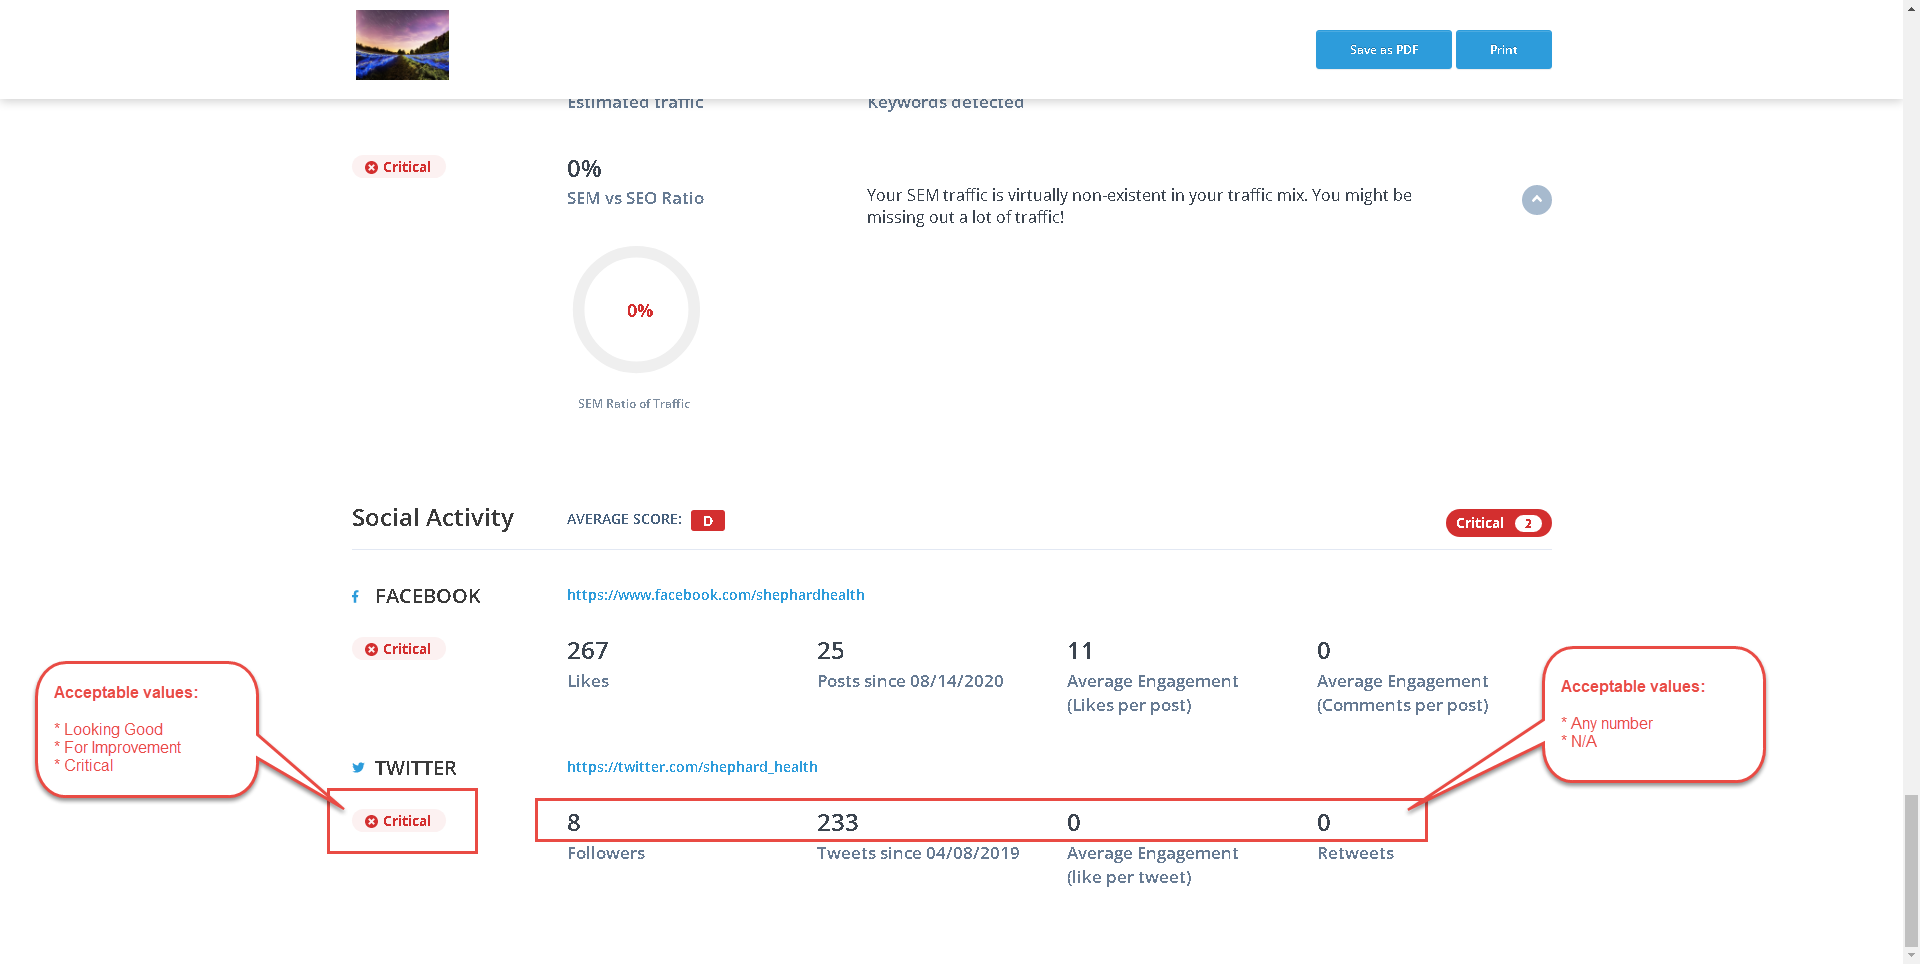 Save as PDF
Print
Estimated traffic
Keywords detected
Critical
0%
SEM vs SEO Ratio
Your SEM traffic is virtually non-existent in your traffic mix. You might be
missing out a lot of traffic!
0%
SEM Ratio of Traffic
Social Activity
AVERAGE SCORE: D
Critical 2
FACEBOOK
https://www.facebook.com/shephardhealth
Critical
267
Likes
25
Posts since 08/14/2020
11
Average Engagement
(Likes per post)
0
Average Engagement
(Comments per post)
Acceptable values:
* Looking Good
* For Improvement
* Critical
Acceptable values:
* Any number
* N/A
TWITTER
https://twitter.com/shephard_health
Critical
8
Followers
233
Tweets since 04/08/2019
0
Average Engagement
(like per tweet)
0
Retweets